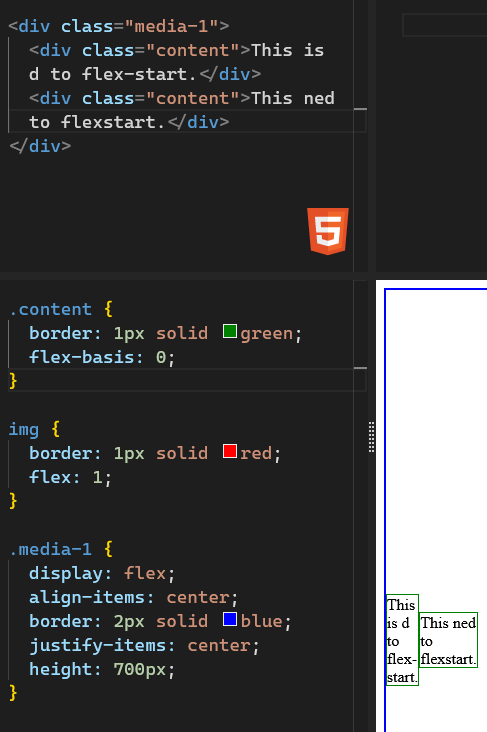 <div class="media-1">
<div class="content">This is
d to flex-start.</div>
<div class="content">This ned
to flexstart.</div>
</div>
5
.content {
border: 1px solid green;
flex-basis: 0;
}
img {
border: 1px solid red;
flex: 1;
}
.media-1 {
display: flex;
align-items: center;
border: 2px solid blue;
justify-items: center;
height: 700px;
}
This
is d
to
flex-
start.
This ned
to
flexstart.